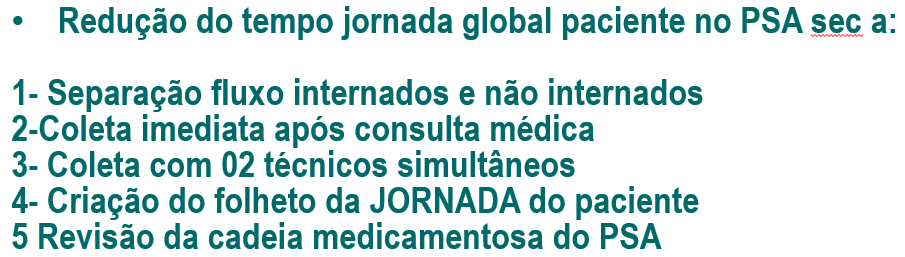 • Redução do tempo jornada global paciente no PSA sec a:
1- Separação fluxo internados e não internados
2-Coleta imediata após consulta médica
3- Coleta com 02 técnicos simultâneos
4- Criação do folheto da JORNADA do paciente
5 Revisão da cadeia medicamentosa do PSA